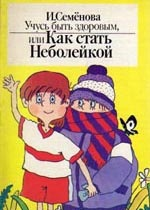 И.Семёнова
Учусь быть здоровым,
или Как стать
Неболейкой